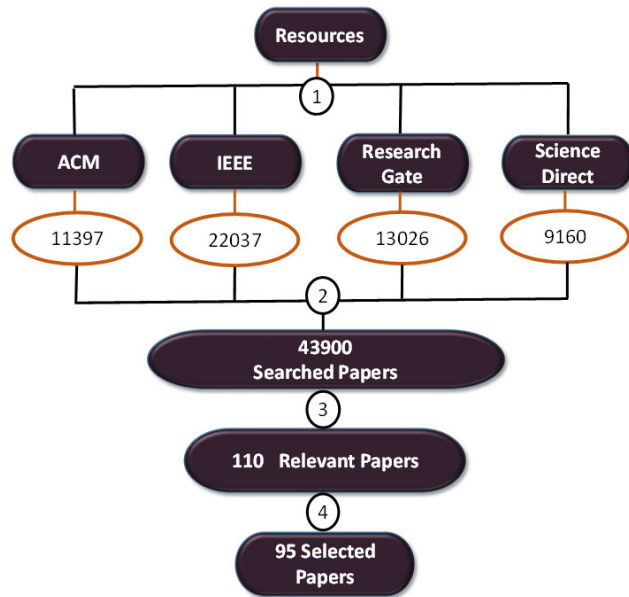 Resources
1
ACM
IEEE
Research
Gate
Science
Direct
11397
22037
13026
9160
2
43900
Searched Papers
3
110 Relevant Papers
4
95 Selected
Papers